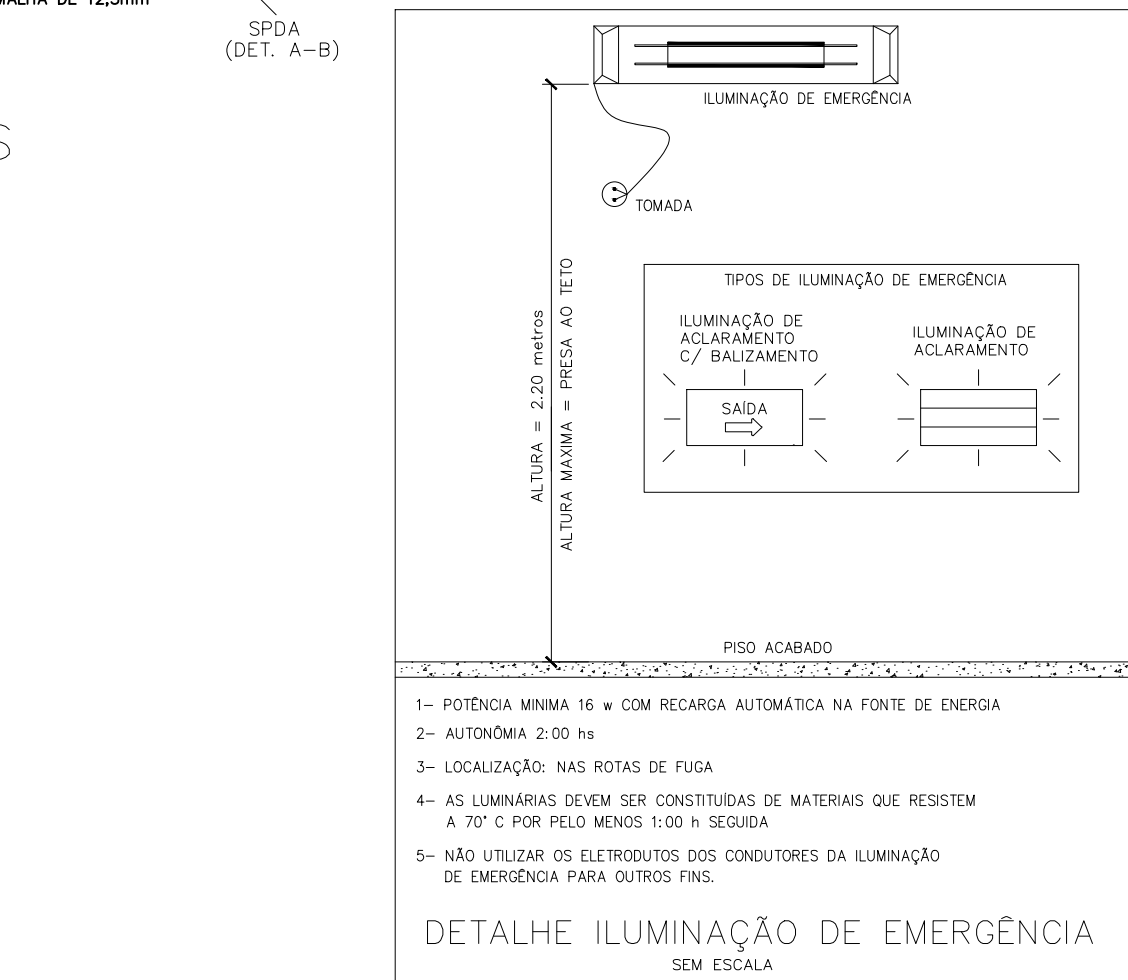 MALHA DE 12,5mm
SPDA
(DET. A-B)
S
ILUMINAÇÃO DE EMERGÊNCIA
TOMADA
ALTURA = 2.20 metros
ALTURA MAXIMA = PRESA AO TETO
TIPOS DE ILUMINAÇÃO DE EMERGÊNCIA
ILUMINAÇÃO DE
ACLARAMENTO
C/ BALIZAMENTO
SAÍDA
ILUMINAÇÃO DE
ACLARAMENTO
PISO ACABADO
1- POTÊNCIA MINIMA 16 w COM RECARGA AUTOMÁTICA NA FONTE DE ENERGIA
2- AUTONÔMIA 2:00 hs
3- LOCALIZAÇÃO: NAS ROTAS DE FUGA
4- AS LUMINÁRIAS DEVEM SER CONSTITUÍDAS DE MATERIAIS QUE RESISTEM
A 70° C POR PELO MENOS 1:00 h SEGUIDA
5- NÃO UTILIZAR OS ELETRODUTOS DOS CONDUTORES DA ILUMINAÇÃO
DE EMERGÊNCIA PARA OUTROS FINS.
DETALHE ILUMINAÇÃO DE EMERGÊNCIA
SEM ESCALA